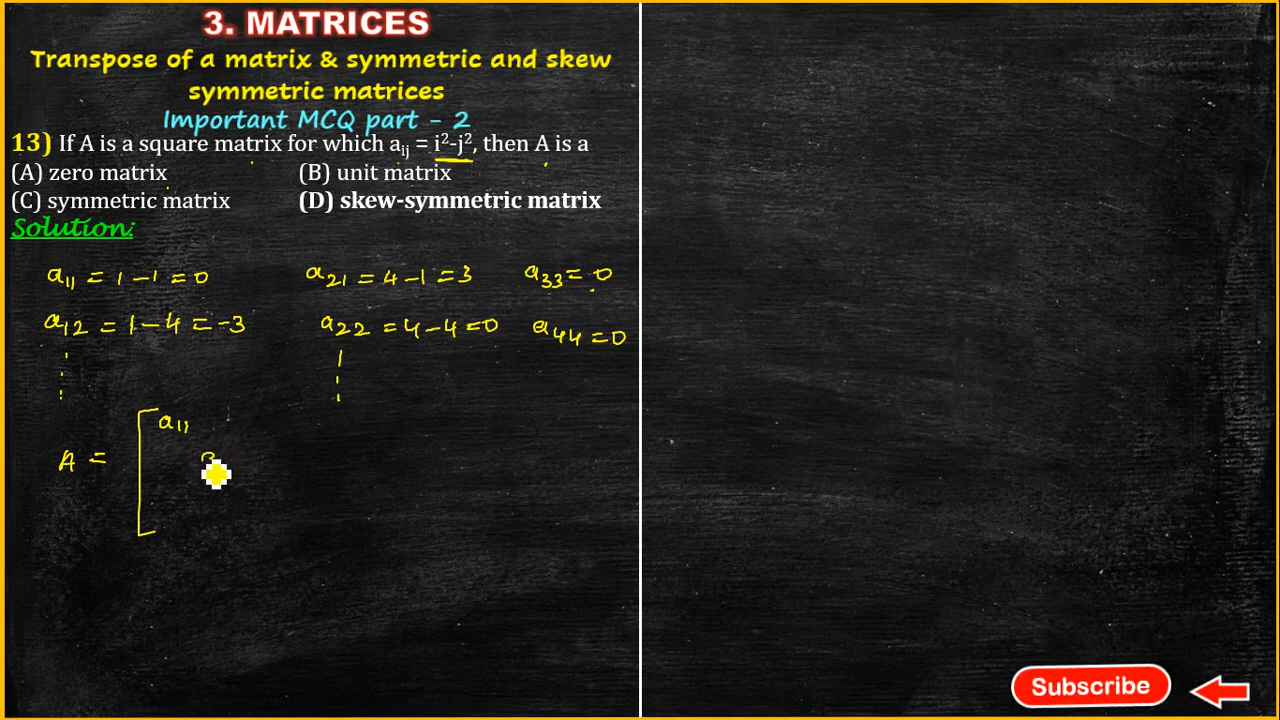 3. MATRICES
Transpose of a matrix & symmetric and skew
symmetric matrices
Important MCQ part - 2
13) If A is a square matrix for which aᵢⱼ = i²-j², then A is a
(A) zero matrix (B) unit matrix
(C) symmetric matrix (D) skew-symmetric matrix
Solution:
a₁₁ = 1 - 1 = 0 a₂₁ = 4 - 1 = 3 a₃₃ = 0
a₁₂ = 1 - 4 = -3 a₂₂ = 4 - 4 = 0 a₄₄ = 0
a₁₁
A =
Subscribe